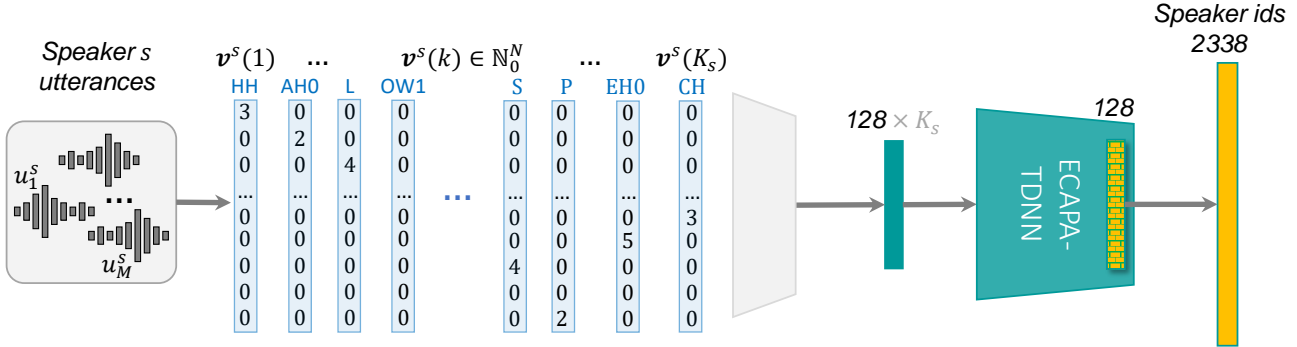 Speaker s
utterances
u_1^s
...
u_M^s
v^s(1) ... v^s(k) ∈ ℕ_0^N ... v^s(K_s)
HH AH0 L OW1 S P EH0 CH
3 0 0 0 0 0 0 0
0 2 0 0 0 0 0 0
0 0 4 0 0 0 0 0
... ... ... ... ... ... ... ... ...
0 0 0 0 0 0 0 3
0 0 0 0 0 0 5 0
0 0 0 0 4 0 0 0
0 0 0 0 0 0 0 0
0 0 0 0 0 2 0 0
128 × K_s
ECAPA-
TDNN
128
Speaker ids
2338